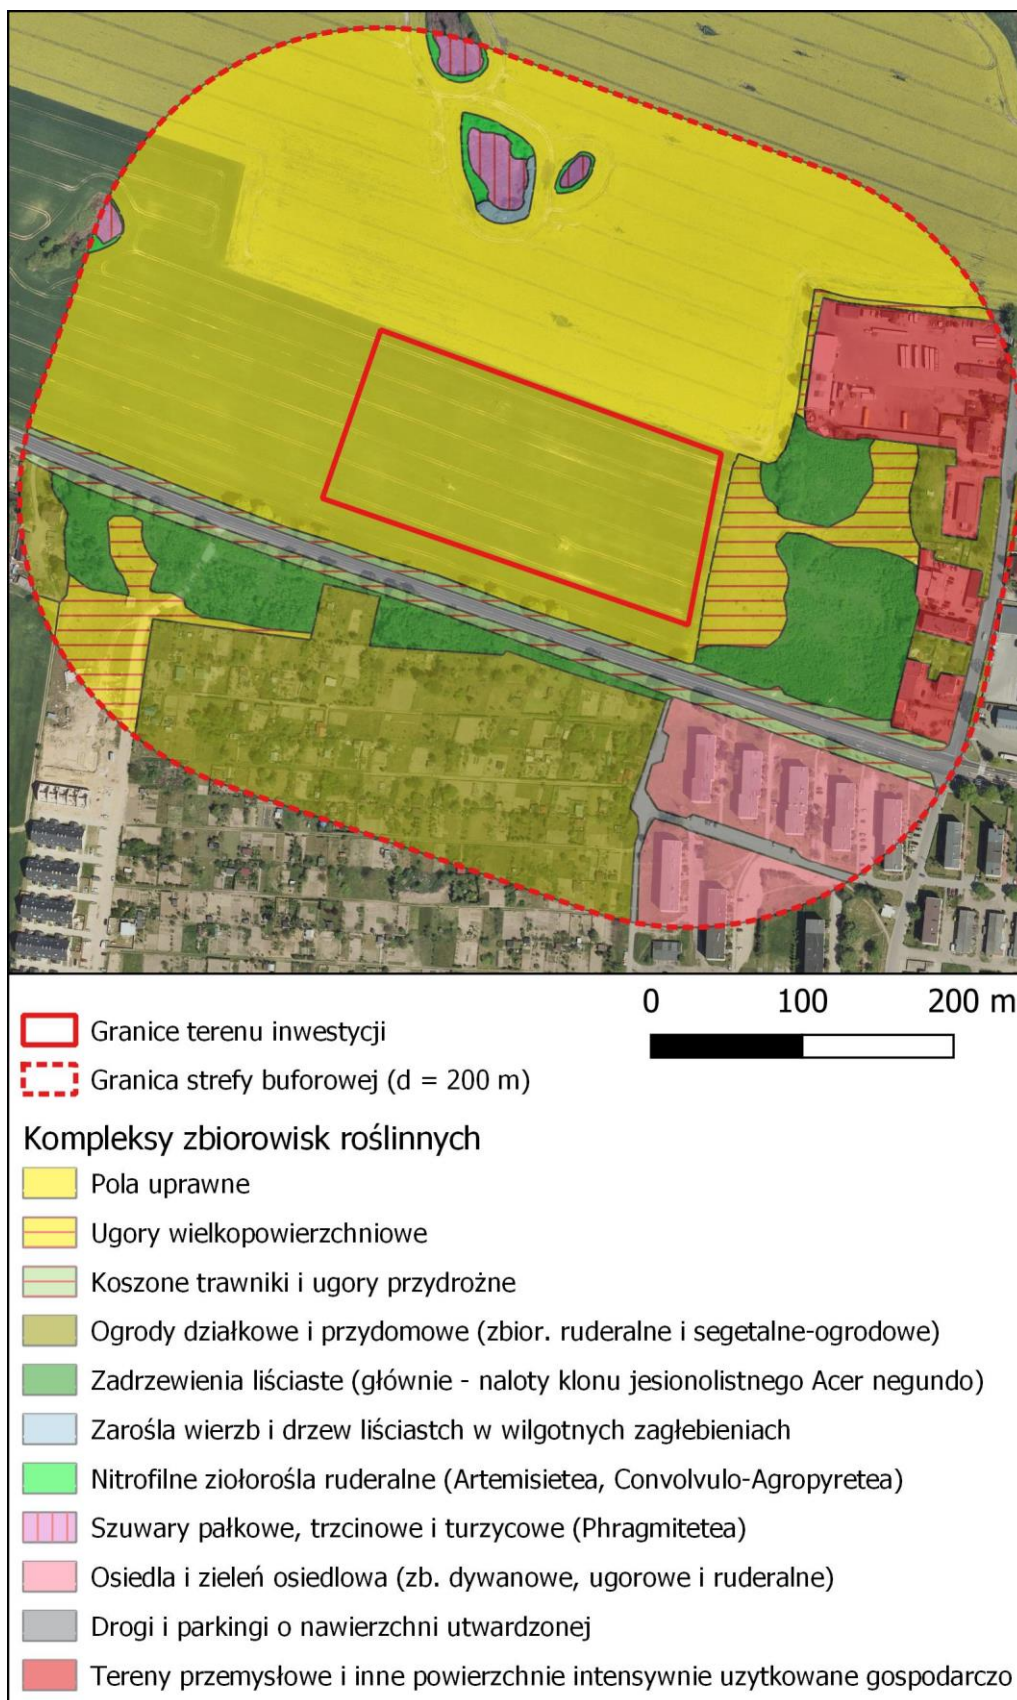 0 100 200 m
Granice terenu inwestycji
Granica strefy buforowej (d = 200 m)
Kompleksy zbiorowisk roślinnych
Pola uprawne
Ugory wielkopowierzchniowe
Koszone trawniki i ugory przydrożne
Ogrody działkowe i przydomowe (zbior. ruderalne i segetalne-ogrodowe)
Zadrzewienia liściaste (głównie - naloty klonu jesionolistnego Acer negundo)
Zarośla wierzb i drzew liściastch w wilgotnych zagłebieniach
Nitrofilne ziołorośla ruderalne (Artemisietea, Convolvulo-Agropyretea)
Szuwary pałkowe, trzcinowe i turzycowe (Phragmitetea)
Osiedla i zieleń osiedlowa (zb. dywanowe, ugorowe i ruderalne)
Drogi i parkingi o nawierzchni utwardzonej
Tereny przemysłowe i inne powierzchnie intensywnie uzytkowane gospodarczo